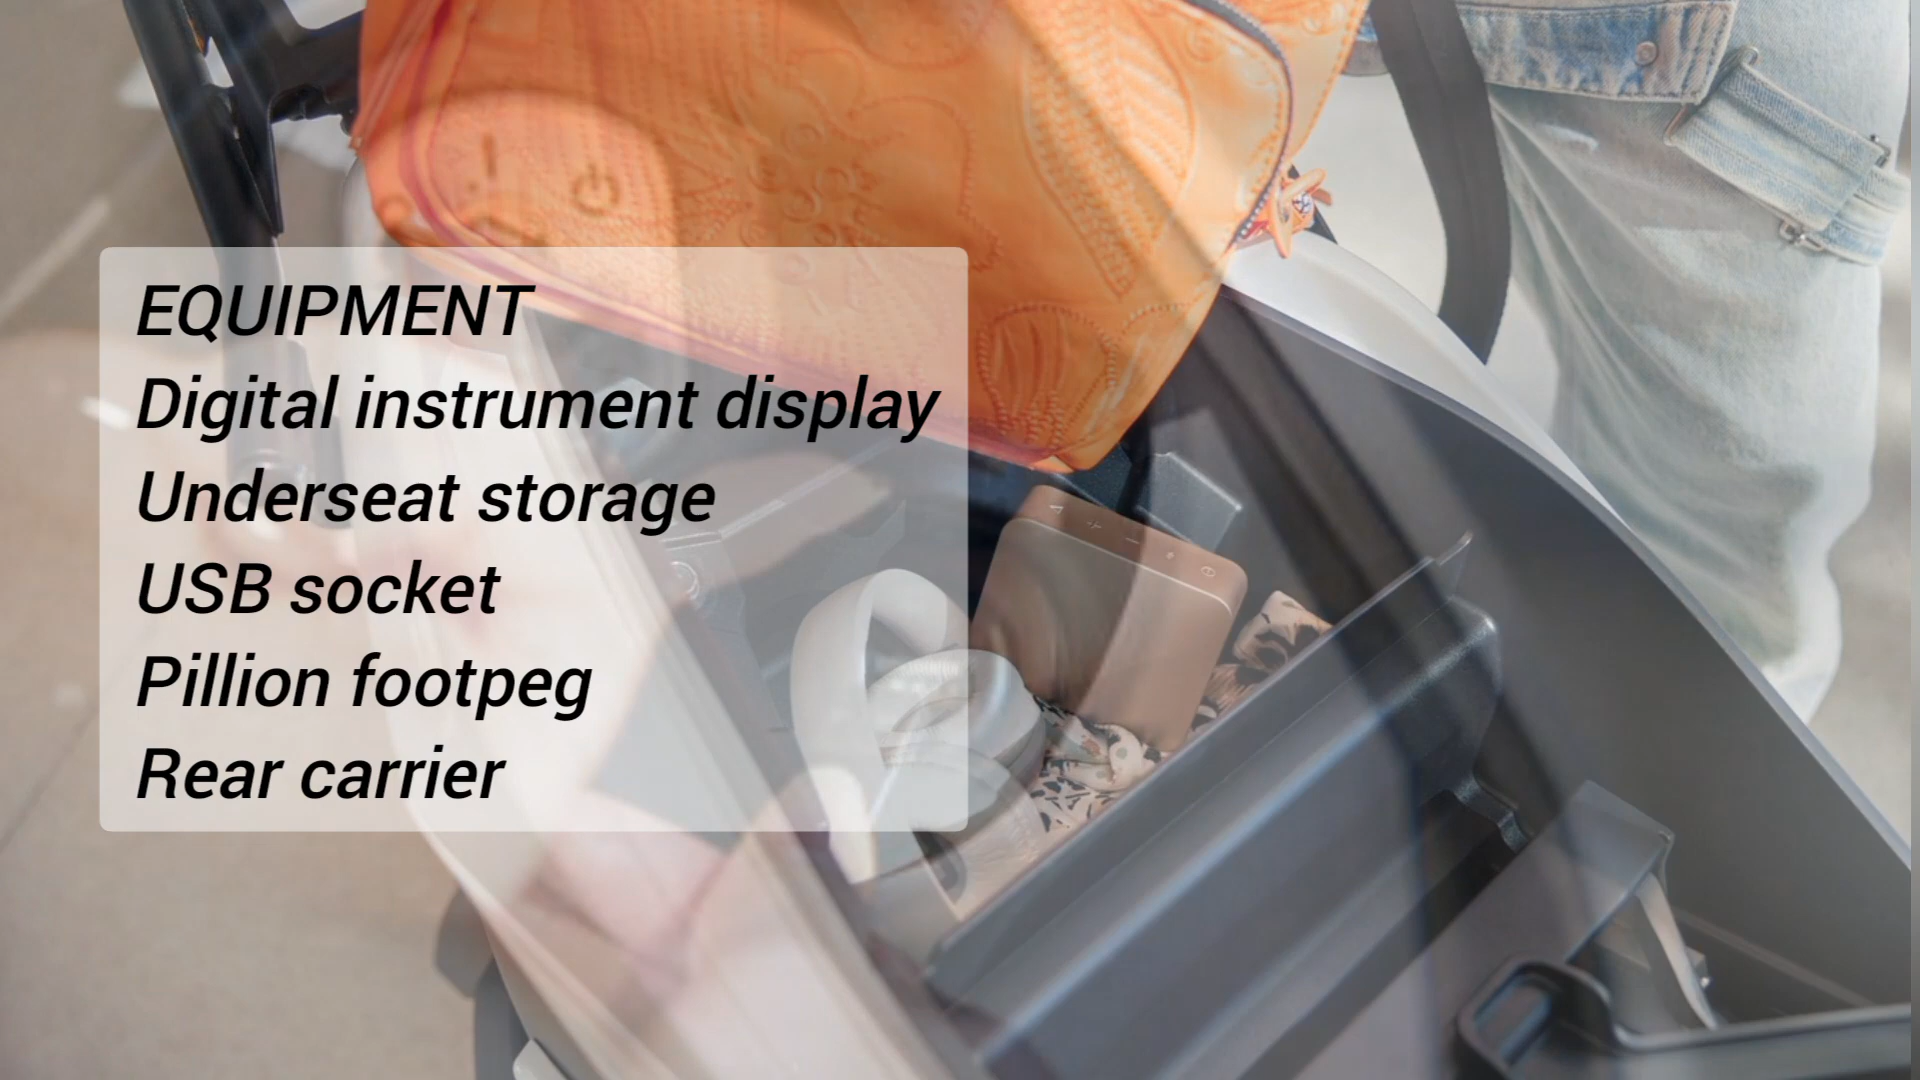 EQUIPMENT
Digital instrument display
Underseat storage
USB socket
Pillion footpeg
Rear carrier